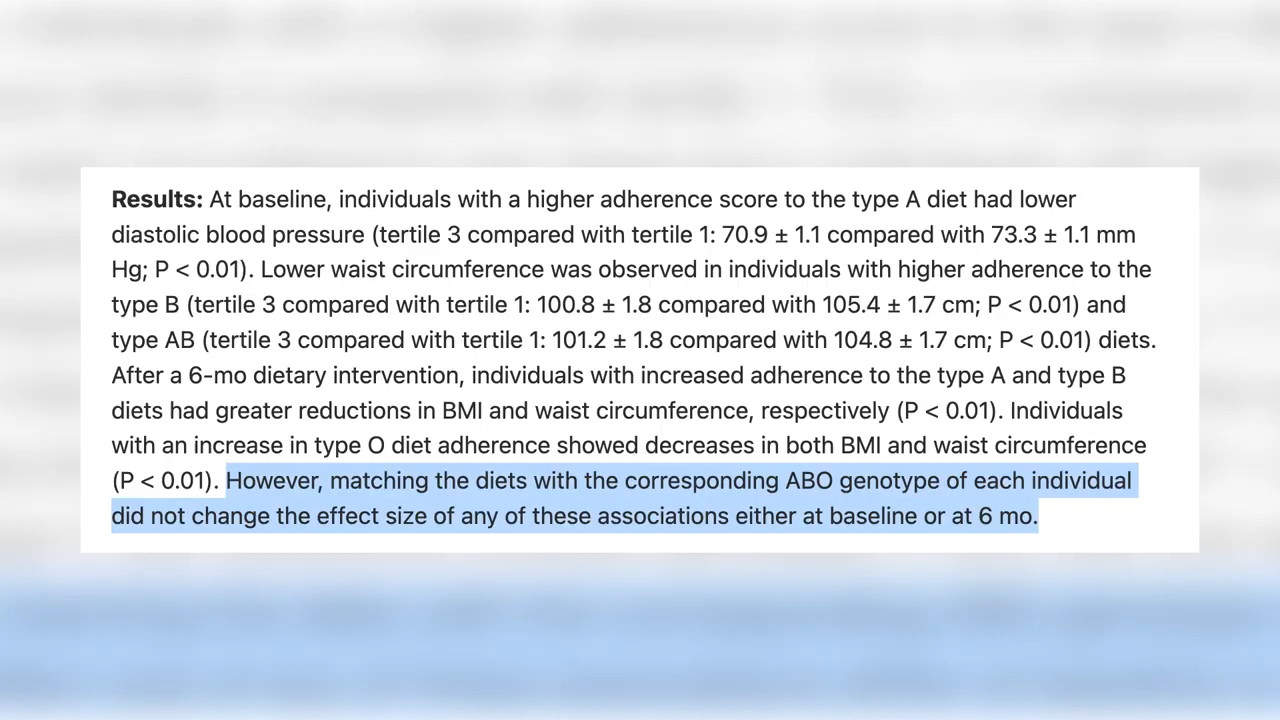 Results: At baseline, individuals with a higher adherence score to the type A diet had lower
diastolic blood pressure (tertile 3 compared with tertile 1: 70.9 ± 1.1 compared with 73.3 ± 1.1 mm
Hg; P < 0.01). Lower waist circumference was observed in individuals with higher adherence to the
type B (tertile 3 compared with tertile 1: 100.8 ± 1.8 compared with 105.4 ± 1.7 cm; P < 0.01) and
type AB (tertile 3 compared with tertile 1: 101.2 ± 1.8 compared with 104.8 ± 1.7 cm; P < 0.01) diets.
After a 6-mo dietary intervention, individuals with increased adherence to the type A and type B
diets had greater reductions in BMI and waist circumference, respectively (P < 0.01). Individuals
with an increase in type O diet adherence showed decreases in both BMI and waist circumference
(P < 0.01). However, matching the diets with the corresponding ABO genotype of each individual
did not change the effect size of any of these associations either at baseline or at 6 mo.